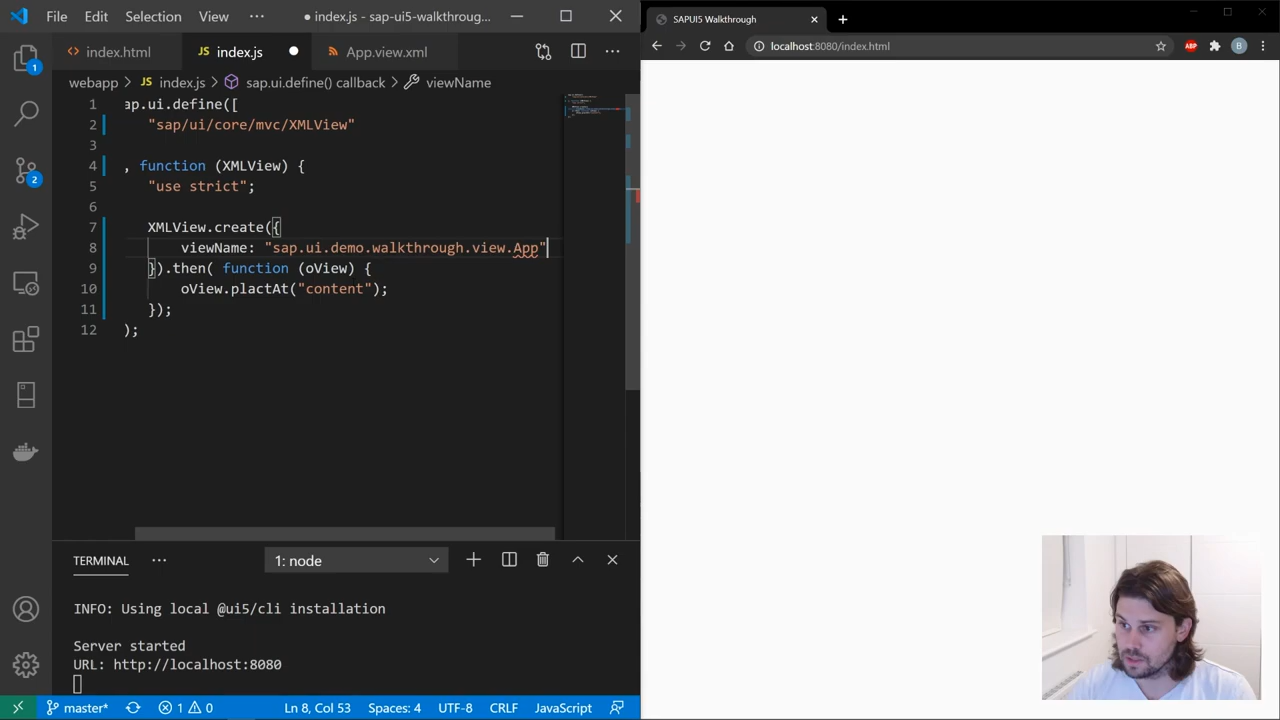 File Edit Selection View ··· ● index.js - sap-ui5-walkthroug...
index.html index.js App.view.xml ···
webapp > JS index.js > sap.ui.define() callback > viewName
1 ap.ui.define([
2 "sap/ui/core/mvc/XMLView"
3
4 , function (XMLView) {
5 "use strict";
6
7 XMLView.create({
8 viewName: "sap.ui.demo.walkthrough.view.App"
9 }).then( function (oView) {
10 oView.plactAt("content");
11 });
12 );
TERMINAL ··· 1: node
INFO: Using local @ui5/cli installation
Server started
URL: http://localhost:8080
master* 1 0 Ln 8, Col 53 Spaces: 4 UTF-8 CRLF JavaScript
1
2
SAPUI5 Walkthrough
localhost:8080/index.html ABP B